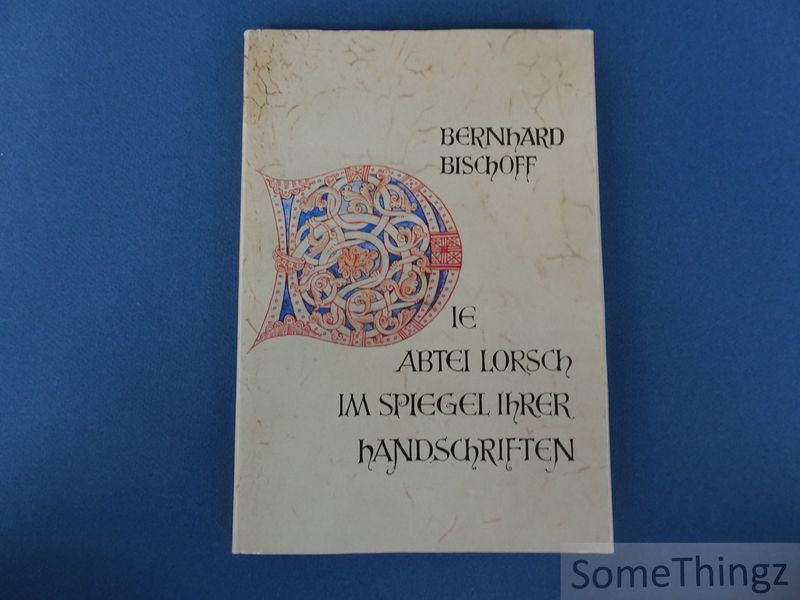 BERNHARD
BISCHOFF
DIE
ABTEI LORSCH
IM SPIEGEL IHRER
HANDSCHRIFTEN
SomeThingz